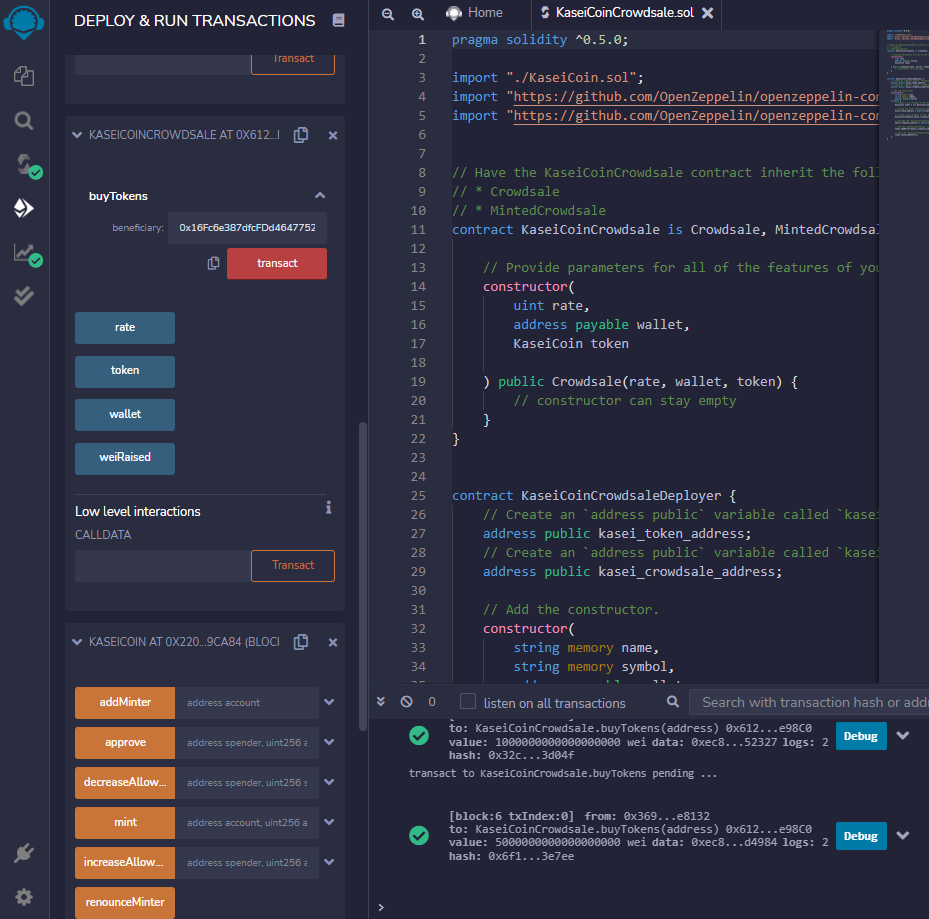 DEPLOY & RUN TRANSACTIONS
Transact
KASEICOINCROWDSALE AT 0X612...
buyTokens
beneficiary: 0x16Fc6e387dfcFDd4647752
transact
rate
token
wallet
weiRaised
Low level interactions
i
CALLDATA
Transact
KASEICOIN AT 0X220...9CA84 (BLOC
addMinter address account
approve address spender, uint256 a
decreaseAllow... address spender, uint256 s
mint address account, uint256 a
increaseAllow... address spender, uint256 a
renounceMinter
Home
KaseiCoinCrowdsale.sol
1 pragma solidity ^0.5.0;
2
3 import "./KaseiCoin.sol";
4 import "https://github.com/OpenZeppelin/openzeppelin-con
5 import "https://github.com/OpenZeppelin/openzeppelin-con
6
7
8 // Have the KaseiCoinCrowdsale contract inherit the foll
9 // * Crowdsale
10 // * MintedCrowdsale
11 contract KaseiCoinCrowdsale is Crowdsale, MintedCrowdsal
12
13 // Provide parameters for all of the features of you
14 constructor(
15 uint rate,
16 address payable wallet,
17 KaseiCoin token
18
19 ) public Crowdsale(rate, wallet, token) {
20 // constructor can stay empty
21 }
22 }
23
24
25 contract KaseiCoinCrowdsaleDeployer {
26 // Create an `address public` variable called `kasei
27 address public kasei_token_address;
28 // Create an `address public` variable called `kasei
29 address public kasei_crowdsale_address;
30
31 // Add the constructor.
32 constructor(
33 string memory name,
34 string memory symbol,
0
listen on all transactions
Search with transaction hash or add
to: KaseiCoinCrowdsale.buyTokens(address) 0x612...e98C0
value: 1000000000000000000 wei data: 0xec8...52327 logs: 2
hash: 0x32c...3d04f
Debug
transact to KaseiCoinCrowdsale.buyTokens pending ...
[block:6 txIndex:0] from: 0x369...e8132
to: KaseiCoinCrowdsale.buyTokens(address) 0x612...e98C0
value: 5000000000000000000 wei data: 0xec8...d4984 logs: 2
hash: 0x6f1...3e7ee
Debug
>